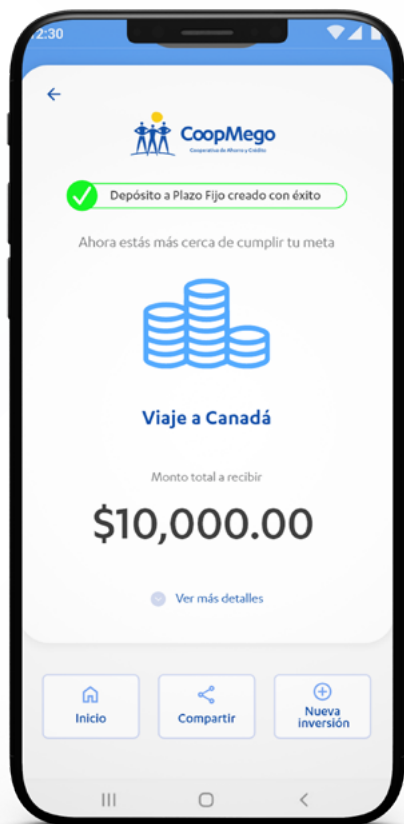 12:30
CoopMego
Cooperativa de Ahorro y Crédito
Depósito a Plazo Fijo creado con éxito
Ahora estás más cerca de cumplir tu meta
Viaje a Canadá
Monto total a recibir
$10,000.00
Ver más detalles
Inicio
Compartir
Nueva
inversión